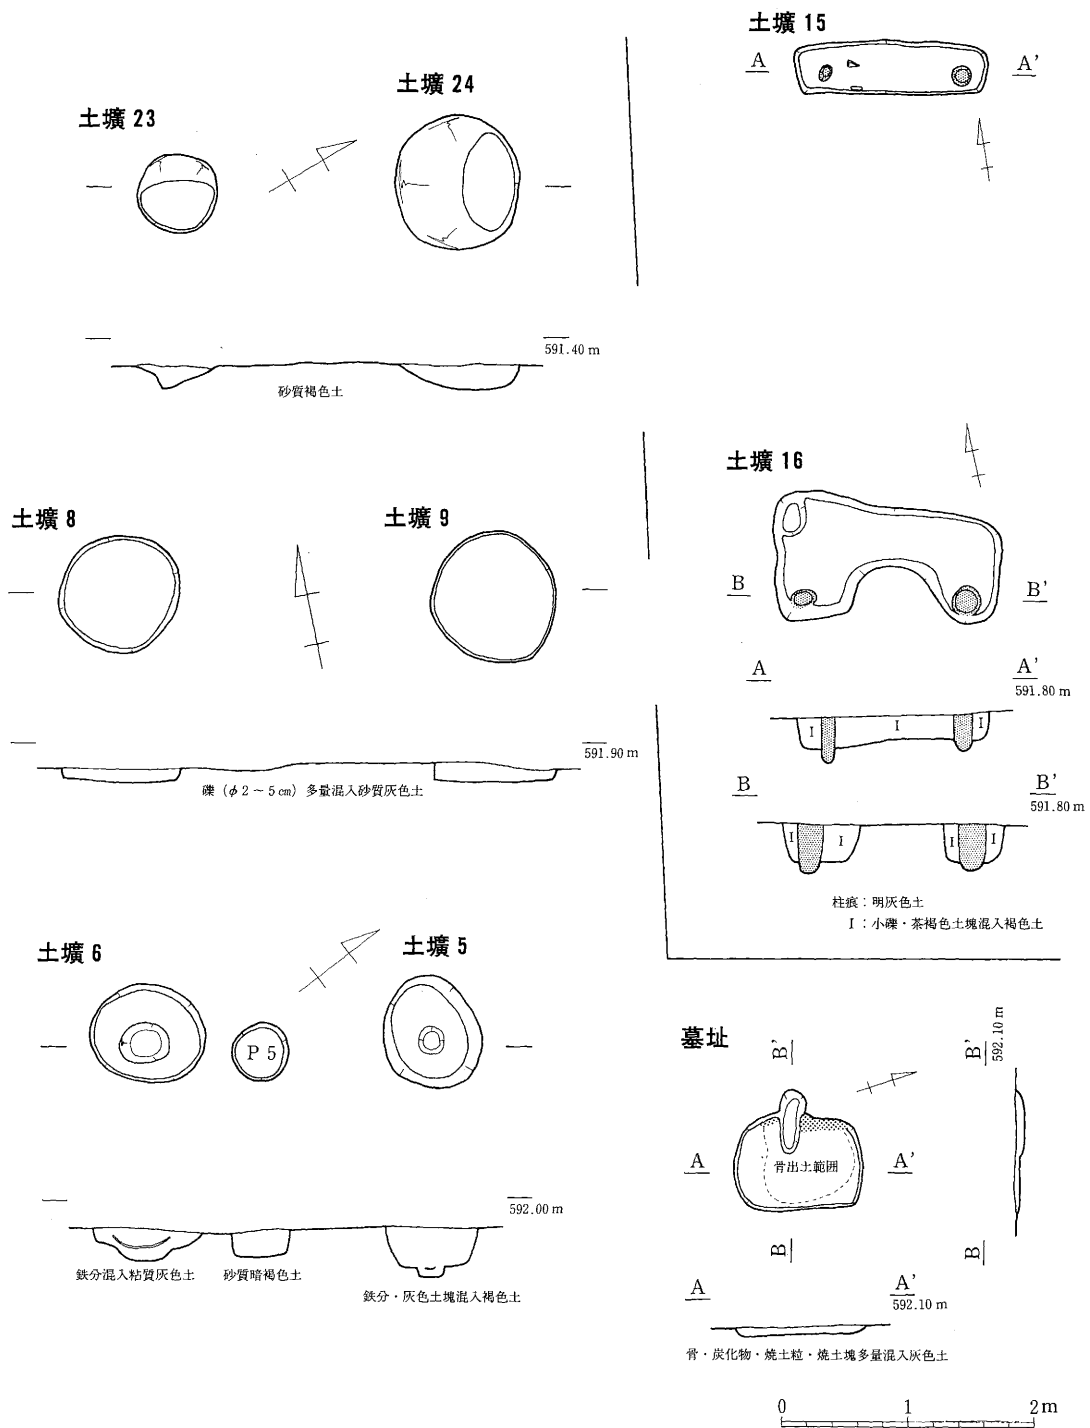 土壙 23
土壙 24
591.40 m
砂質褐色土
土壙 8
土壙 9
591.90 m
礫（φ2～5㎝）多量混入砂質灰色土
土壙 6
土壙 5
P 5
592.00 m
鉄分混入粘質灰色土
砂質暗褐色土
鉄分・灰色土塊混入褐色土
土壙 15
A
A'
土壙 16
B
B'
A
A'
591.80 m
I
I
I
B
B'
591.80 m
I
I
I
I
柱痕：明灰色土
I：小礫・茶褐色土塊混入褐色土
墓址
B'
B'
592.10 m
A
骨出土範囲
A'
B
B
A
A'
592.10 m
骨・炭化物・焼土粒・焼土塊多量混入灰色土
0 1 2 m